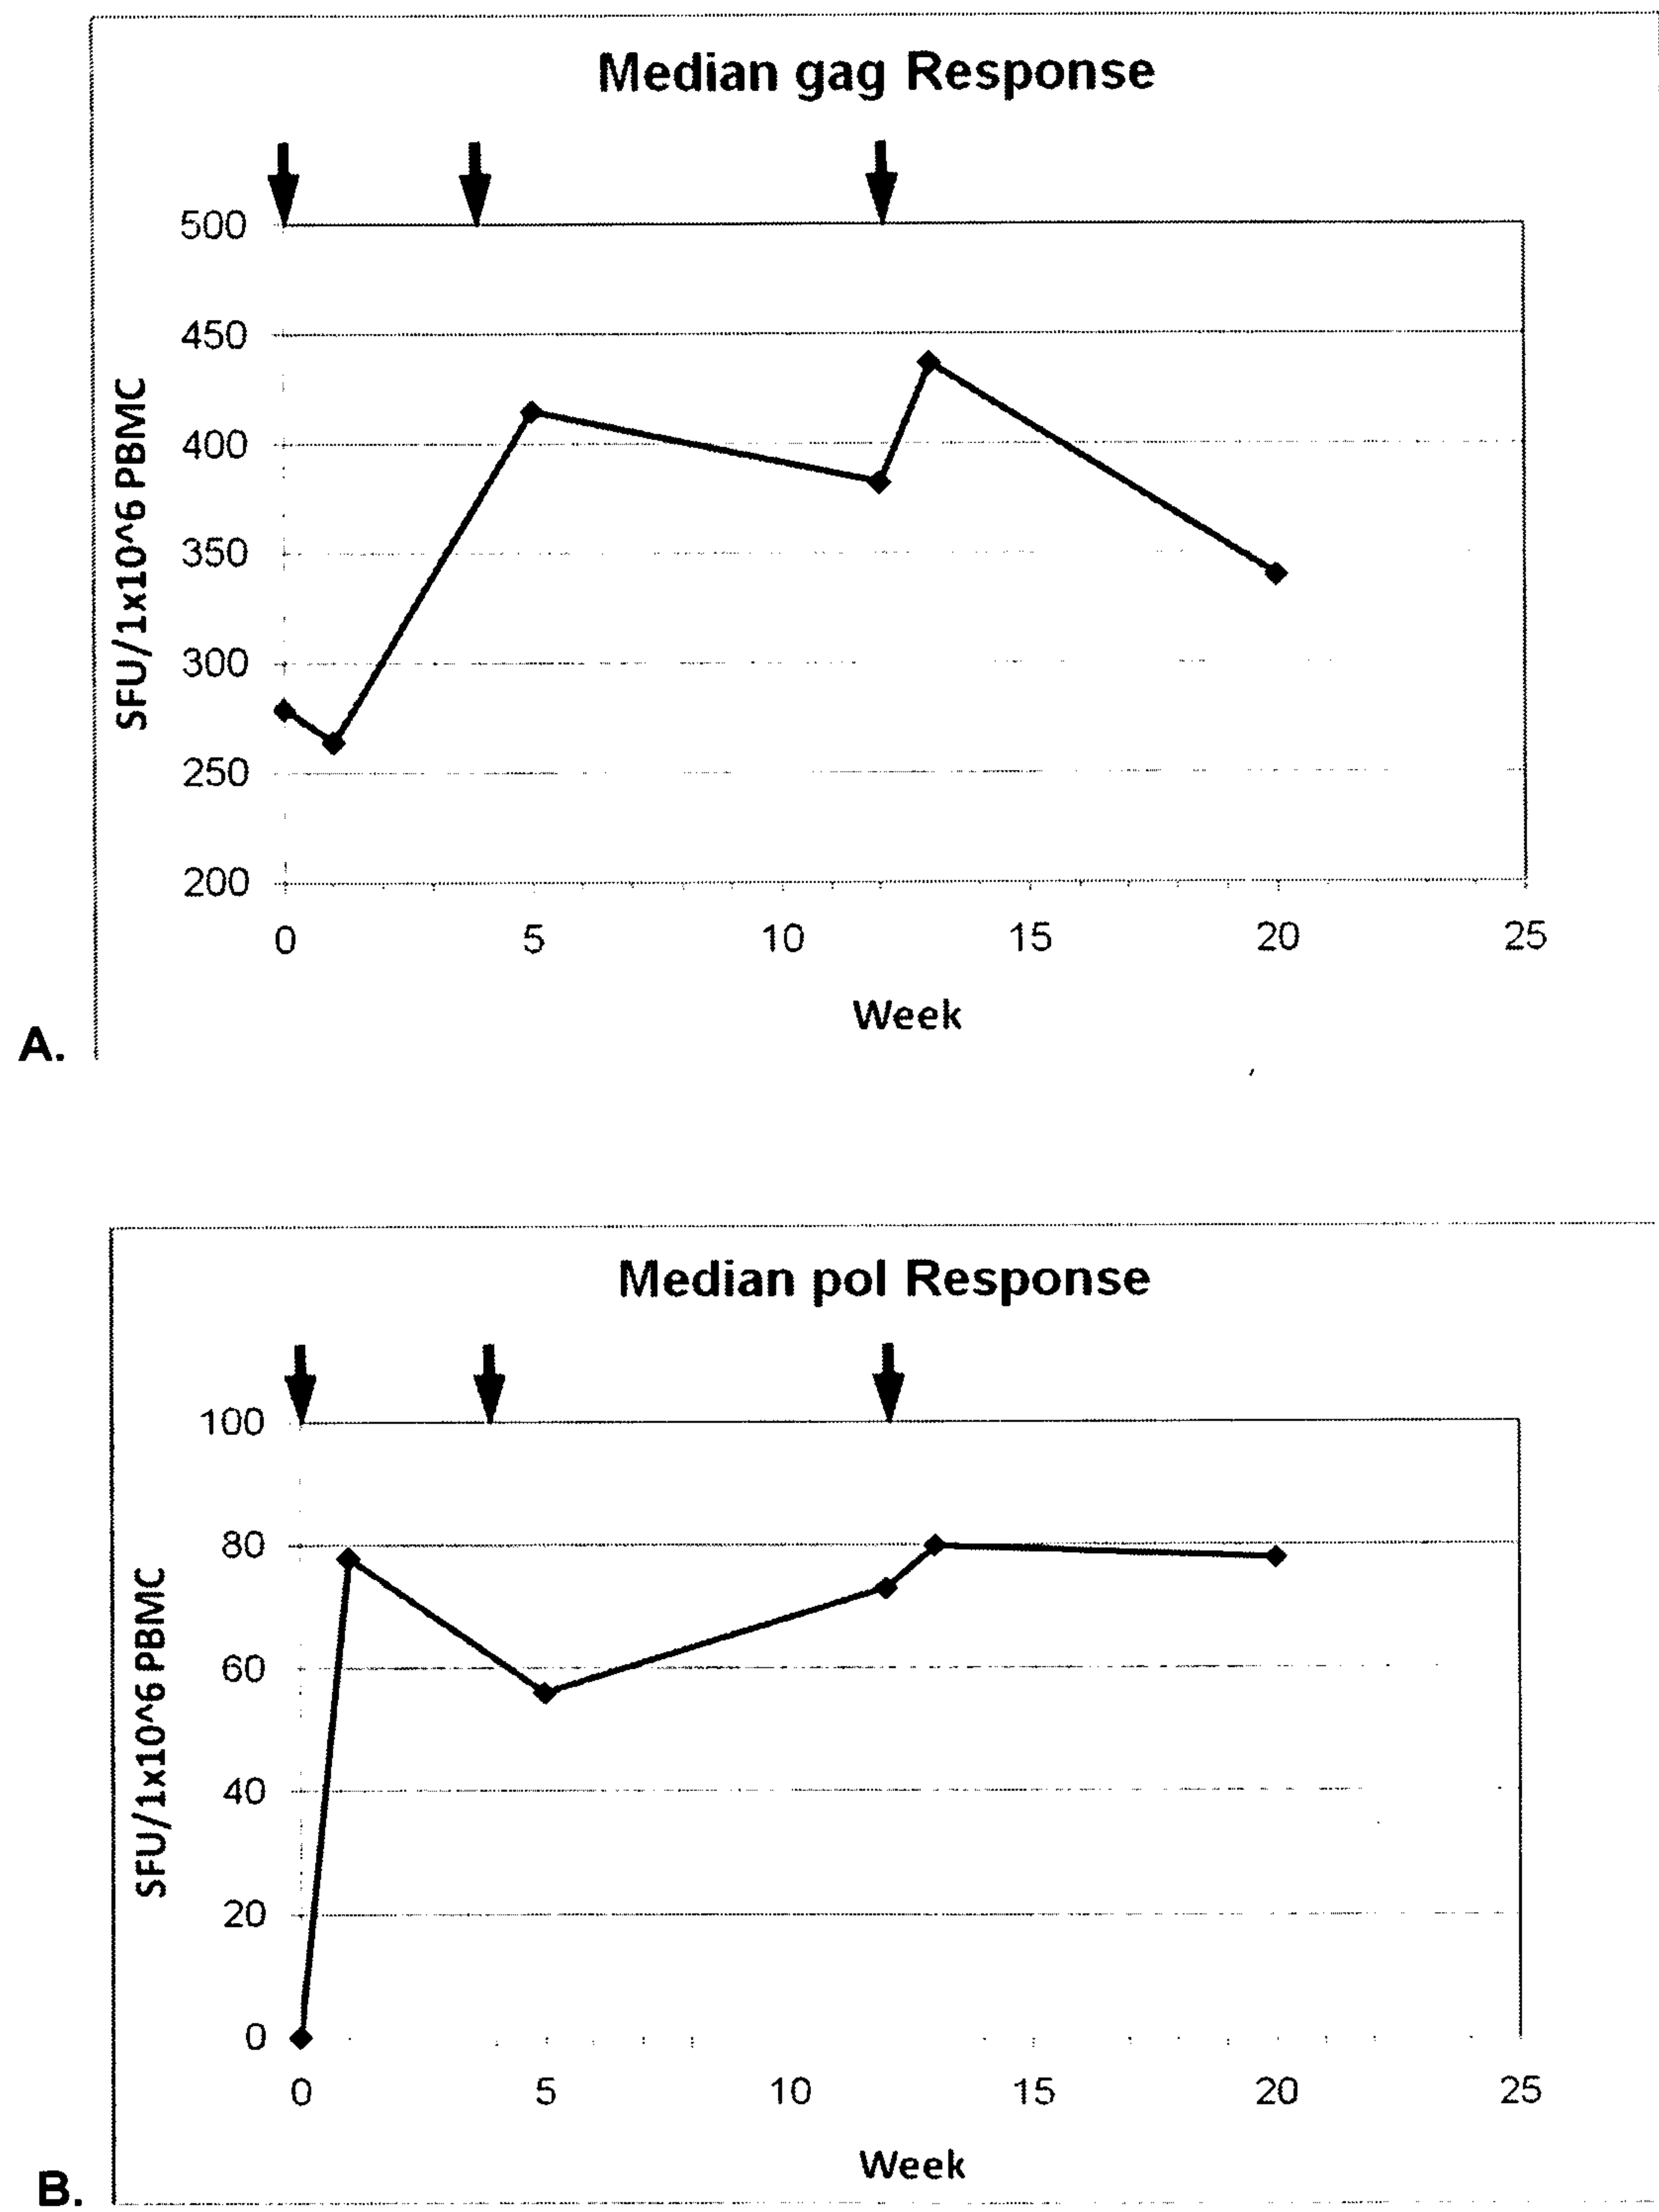 Median gag Response
500
450
400
350
300
250
200
SFU/1x10^6 PBMC
0 5 10 15 20 25
Week
A.
Median pol Response
100
80
60
40
20
0
SFU/1x10^6 PBMC
0 5 10 15 20 25
Week
B.